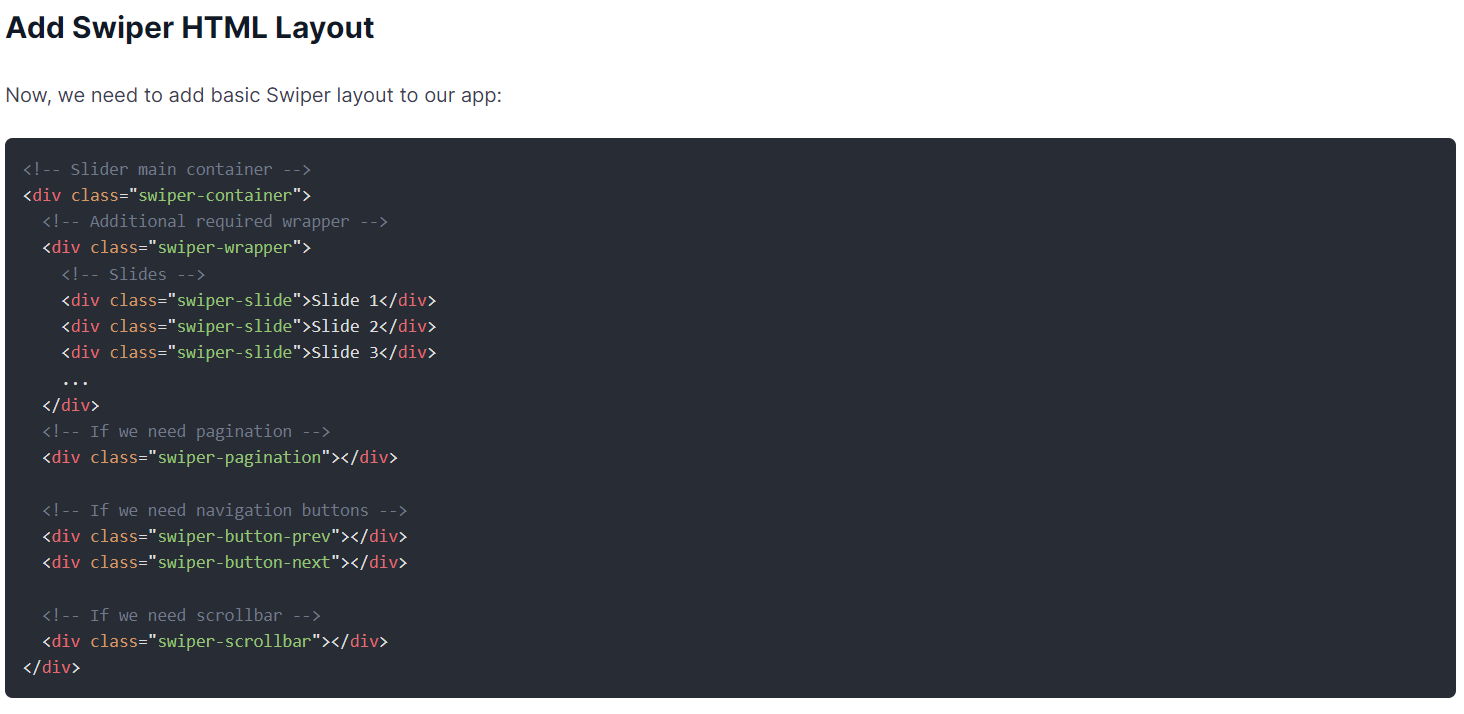 Add Swiper HTML Layout
Now, we need to add basic Swiper layout to our app:
<!-- Slider main container -->
<div class="swiper-container">
  <!-- Additional required wrapper -->
  <div class="swiper-wrapper">
    <!-- Slides -->
    <div class="swiper-slide">Slide 1</div>
    <div class="swiper-slide">Slide 2</div>
    <div class="swiper-slide">Slide 3</div>
    ...
  </div>
  <!-- If we need pagination -->
  <div class="swiper-pagination"></div>

  <!-- If we need navigation buttons -->
  <div class="swiper-button-prev"></div>
  <div class="swiper-button-next"></div>

  <!-- If we need scrollbar -->
  <div class="swiper-scrollbar"></div>
</div>